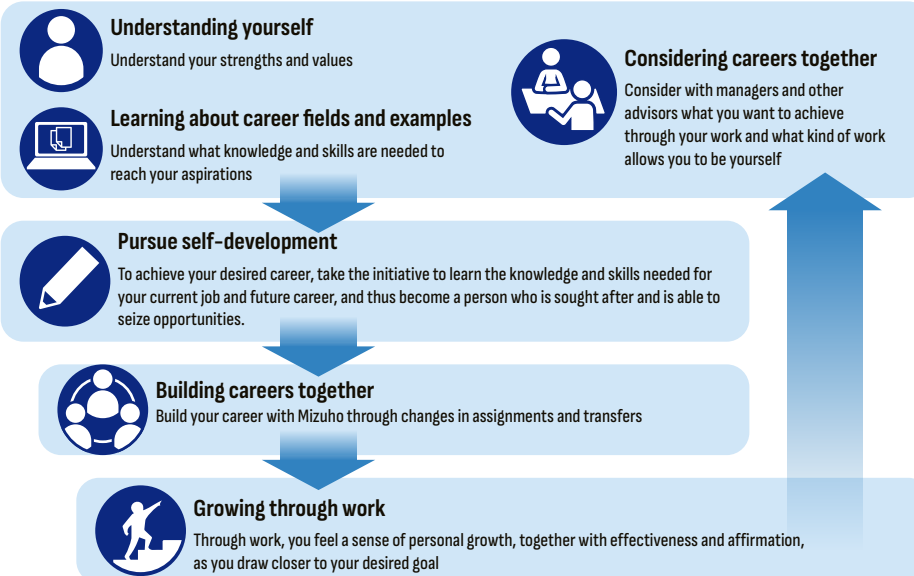 Understanding yourself
Understand your strengths and values
Learning about career fields and examples
Understand what knowledge and skills are needed to
reach your aspirations
Considering careers together
Consider with managers and other
advisors what you want to achieve
through your work and what kind of work
allows you to be yourself
Pursue self-development
To achieve your desired career, take the initiative to learn the knowledge and skills needed for
your current job and future career, and thus become a person who is sought after and is able to
seize opportunities.
Building careers together
Build your career with Mizuho through changes in assignments and transfers
Growing through work
Through work, you feel a sense of personal growth, together with effectiveness and affirmation,
as you draw closer to your desired goal